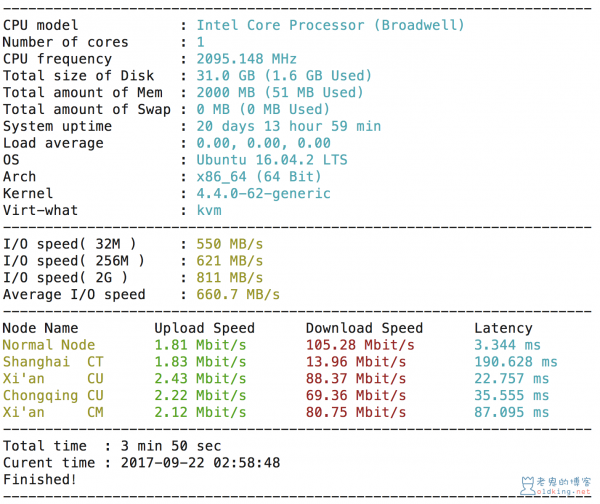 CPU model : Intel Core Processor (Broadwell)
Number of cores : 1
CPU frequency : 2095.148 MHz
Total size of Disk : 31.0 GB (1.6 GB Used)
Total amount of Mem : 2000 MB (51 MB Used)
Total amount of Swap : 0 MB (0 MB Used)
System uptime : 20 days 13 hour 59 min
Load average : 0.00, 0.00, 0.00
OS : Ubuntu 16.04.2 LTS
Arch : x86_64 (64 Bit)
Kernel : 4.4.0-62-generic
Virt-what : kvm
I/O speed( 32M ) : 550 MB/s
I/O speed( 256M ) : 621 MB/s
I/O speed( 2G ) : 811 MB/s
Average I/O speed : 660.7 MB/s
Node Name Upload Speed Download Speed Latency
Normal Node 1.81 Mbit/s 105.28 Mbit/s 3.344 ms
Shanghai CT 1.83 Mbit/s 13.96 Mbit/s 190.628 ms
Xi'an CU 2.43 Mbit/s 88.37 Mbit/s 22.757 ms
Chongqing CU 2.22 Mbit/s 69.36 Mbit/s 35.555 ms
Xi'an CM 2.12 Mbit/s 80.75 Mbit/s 87.095 ms
Total time : 3 min 50 sec
Curent time : 2017-09-22 02:58:48
Finished!
老鬼的博客
oldking.net